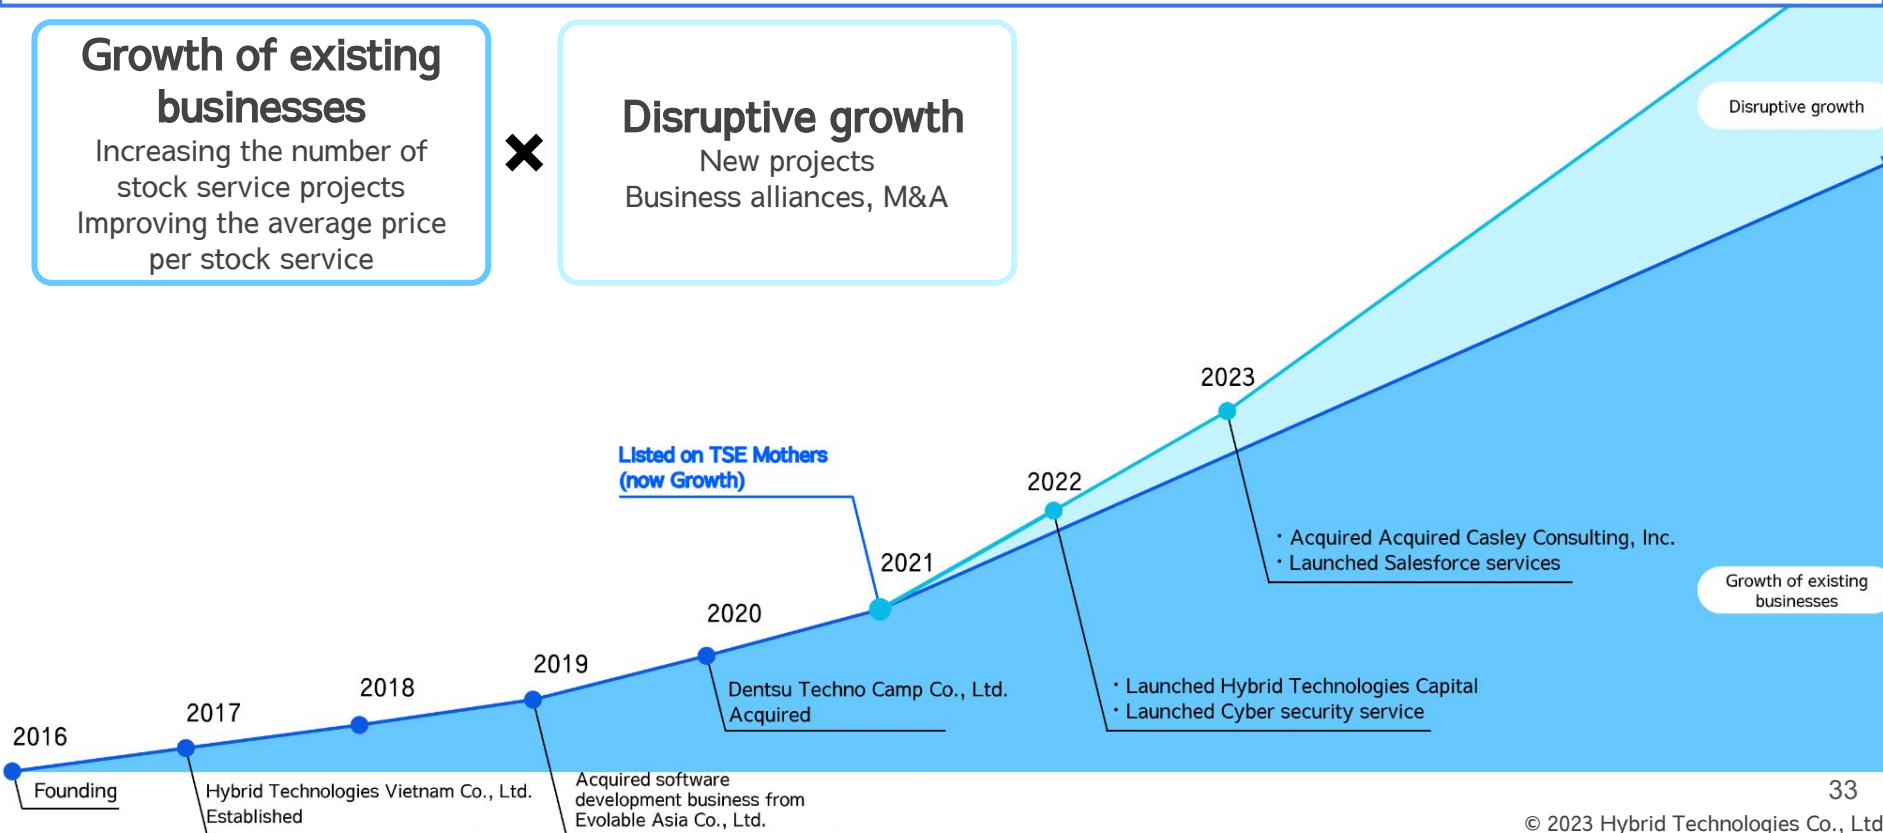 Growth of existing
businesses
Increasing the number of
stock service projects
Improving the average price
per stock service
Disruptive growth
New projects
Business alliances, M&A
Disruptive growth
2023
Listed on TSE Mothers
(now Growth)
2022
・Acquired Acquired Casley Consulting, Inc.
・Launched Salesforce services
2021
Growth of existing
businesses
2020
2019
2018
Dentsu Techno Camp Co., Ltd.
Acquired
・Launched Hybrid Technologies Capital
・Launched Cyber security service
2017
2016
Founding
Hybrid Technologies Vietnam Co., Ltd.
Established
Acquired software
development business from
Evolable Asia Co., Ltd.
33
© 2023 Hybrid Technologies Co., Ltd